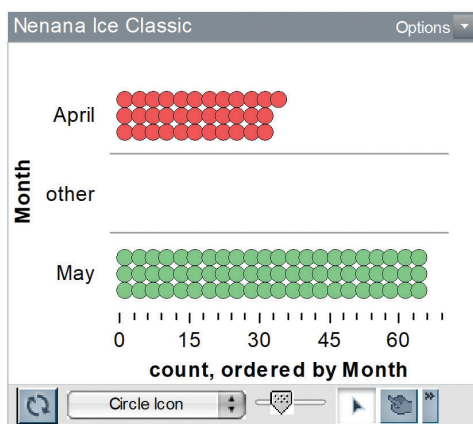 Nenana Ice Classic Options
April
other
May
Month
0 15 30 45 60
count, ordered by Month
Circle Icon »